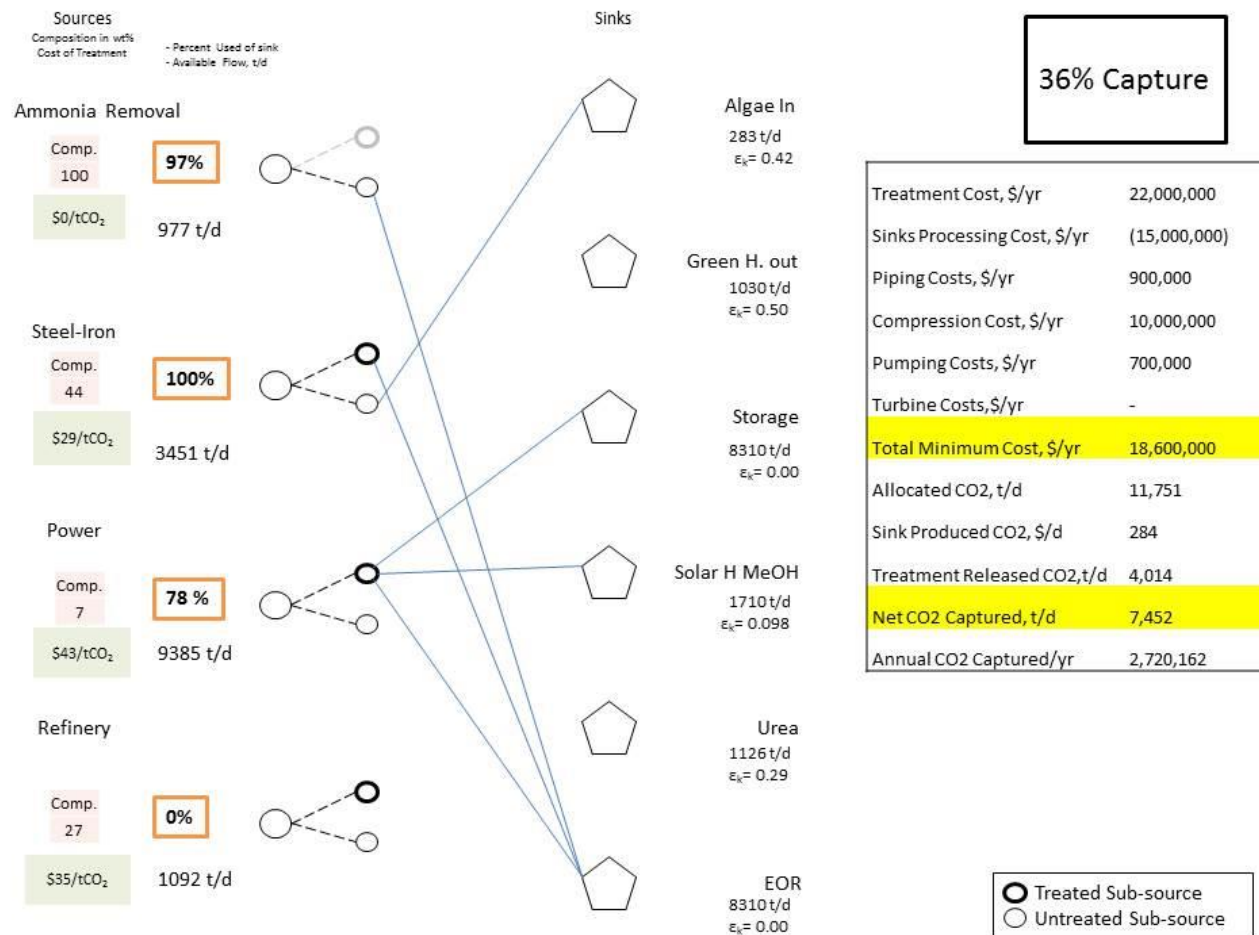 Sources
Composition in wt%
Cost of Treatment
- Percent Used of sink
- Available Flow, t/d
Sinks
36% Capture
Ammonia Removal
Comp.
100
97%
$0/tCO₂
977 t/d
Steel-Iron
Comp.
44
100%
$29/tCO₂
3451 t/d
Power
Comp.
7
78 %
$43/tCO₂
9385 t/d
Refinery
Comp.
27
0%
$35/tCO₂
1092 t/d
Algae In
283 t/d
εₖ= 0.42
Green H. out
1030 t/d
εₖ= 0.50
Storage
8310 t/d
εₖ= 0.00
Solar H MeOH
1710 t/d
εₖ= 0.098
Urea
1126 t/d
εₖ= 0.29
EOR
8310 t/d
εₖ= 0.00
Treatment Cost, $/yr 22,000,000
Sinks Processing Cost, $/yr (15,000,000)
Piping Costs, $/yr 900,000
Compression Cost, $/yr 10,000,000
Pumping Costs, $/yr 700,000
Turbine Costs,$/yr -
Total Minimum Cost, $/yr 18,600,000
Allocated CO2, t/d 11,751
Sink Produced CO2, $/d 284
Treatment Released CO2,t/d 4,014
Net CO2 Captured, t/d 7,452
Annual CO2 Captured/yr 2,720,162
Treated Sub-source
Untreated Sub-source